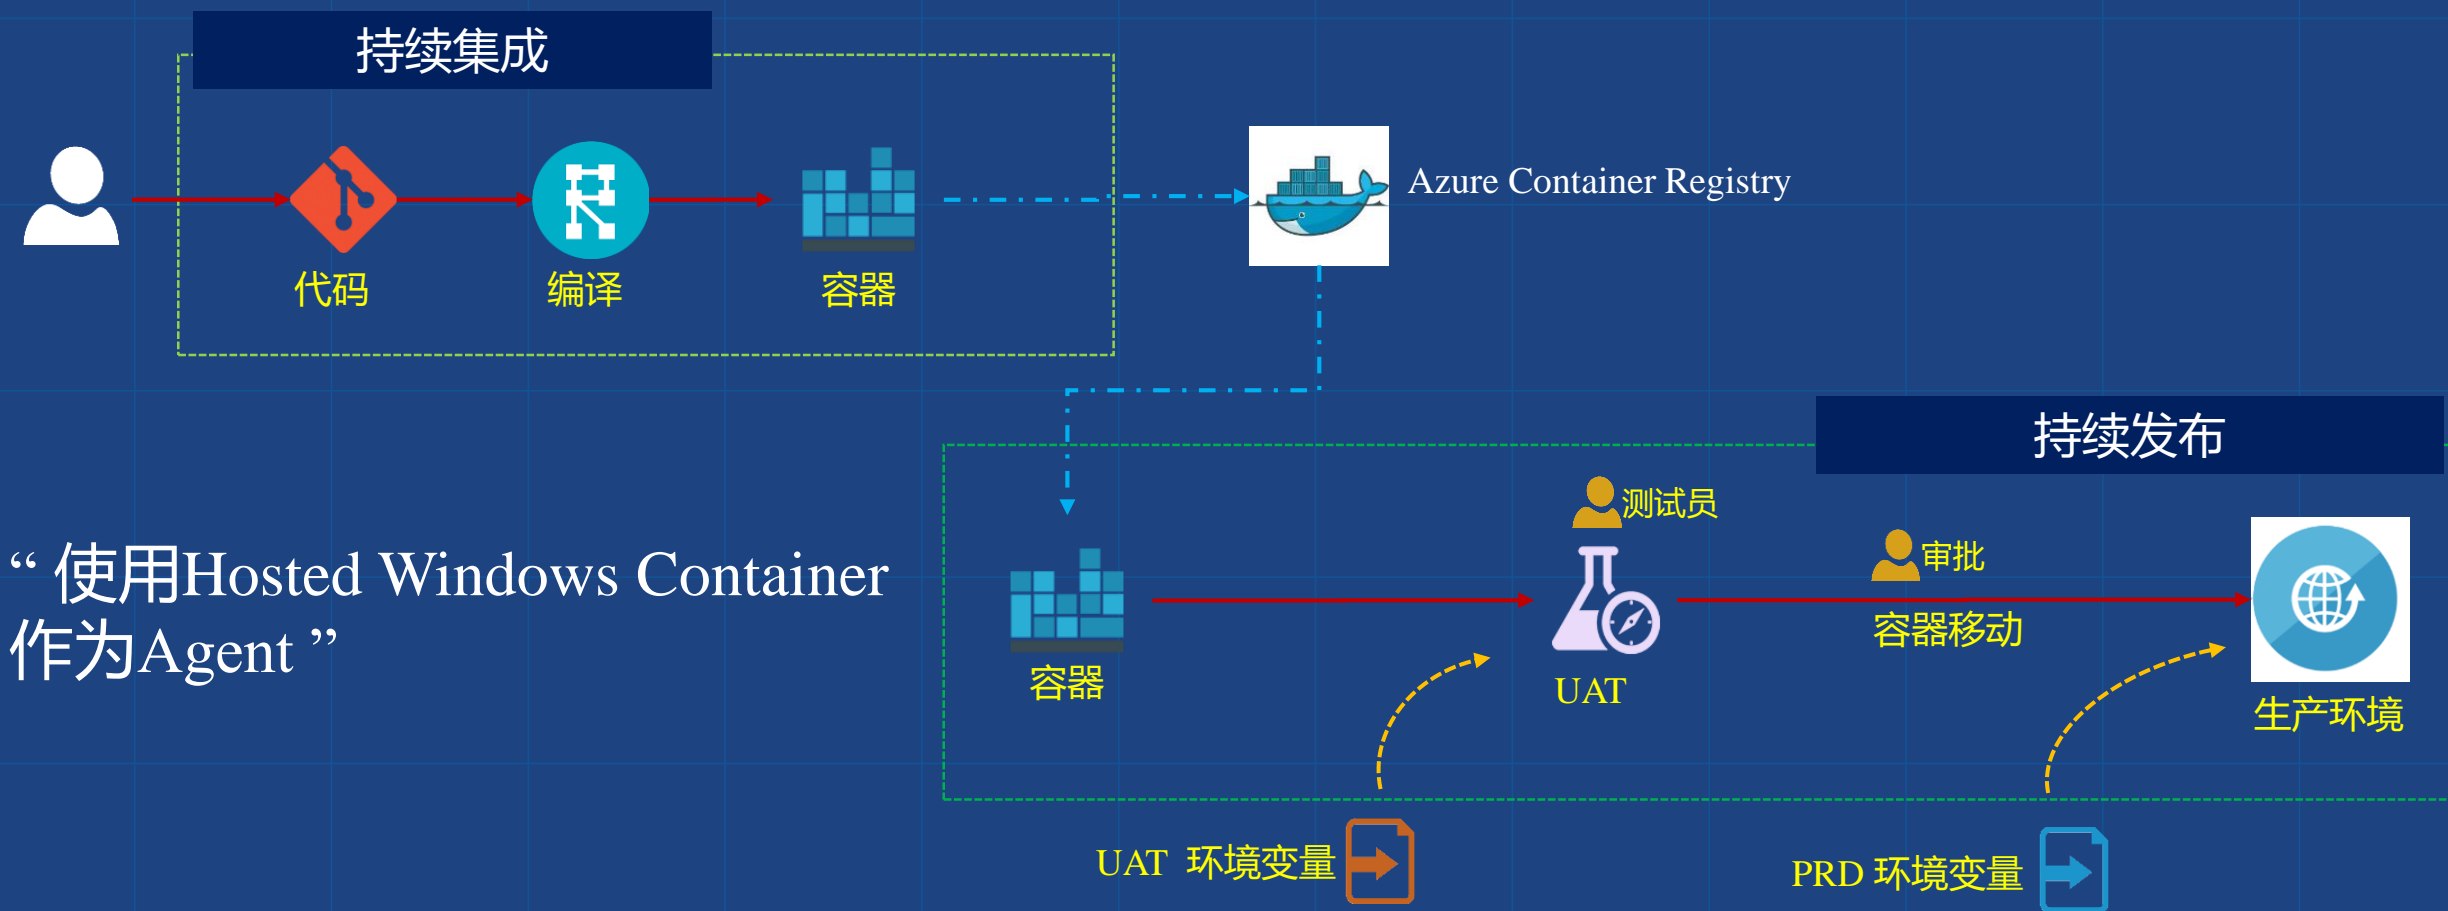 持续集成
代码
编译
容器
Azure Container Registry
持续发布
测试员
审批
容器移动
容器
UAT
生产环境
“ 使用Hosted Windows Container
作为Agent ”
UAT 环境变量
PRD 环境变量